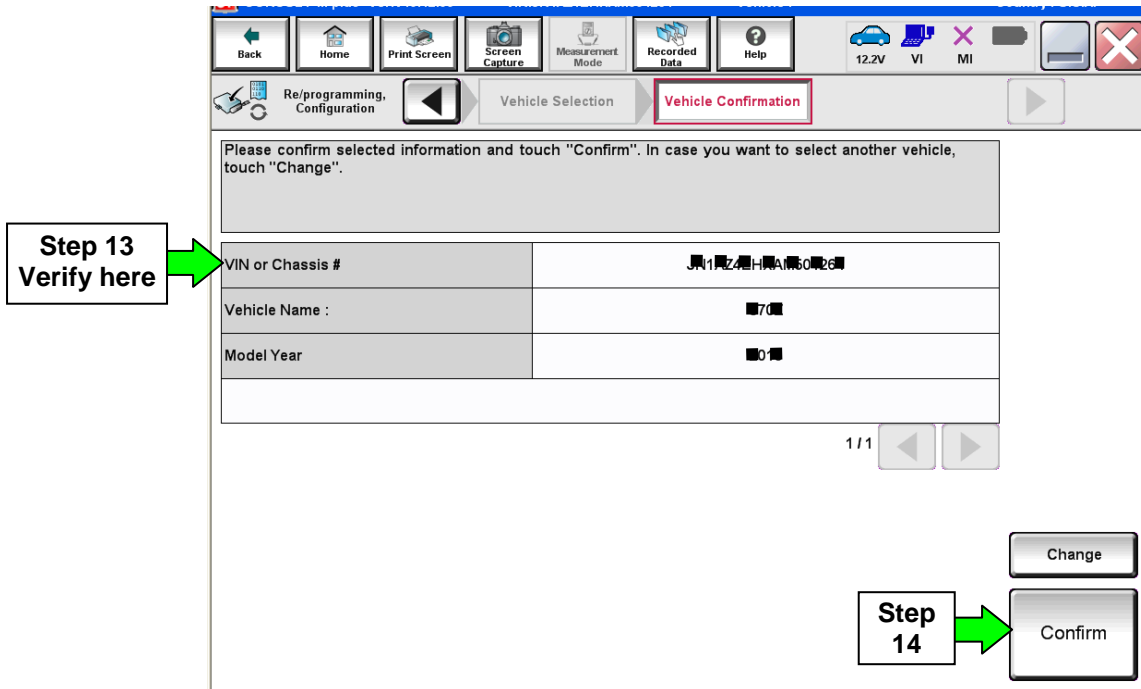 Back
Home
Print Screen
Screen
Capture
Measurement
Mode
Recorded
Data
Help
12.2V
VI
MI
Re/programming,
Configuration
Vehicle Selection
Vehicle Confirmation
Please confirm selected information and touch "Confirm". In case you want to select another vehicle,
touch "Change".
Step 13
Verify here
VIN or Chassis #
Vehicle Name :
Model Year
1/1
Change
Step
14
Confirm